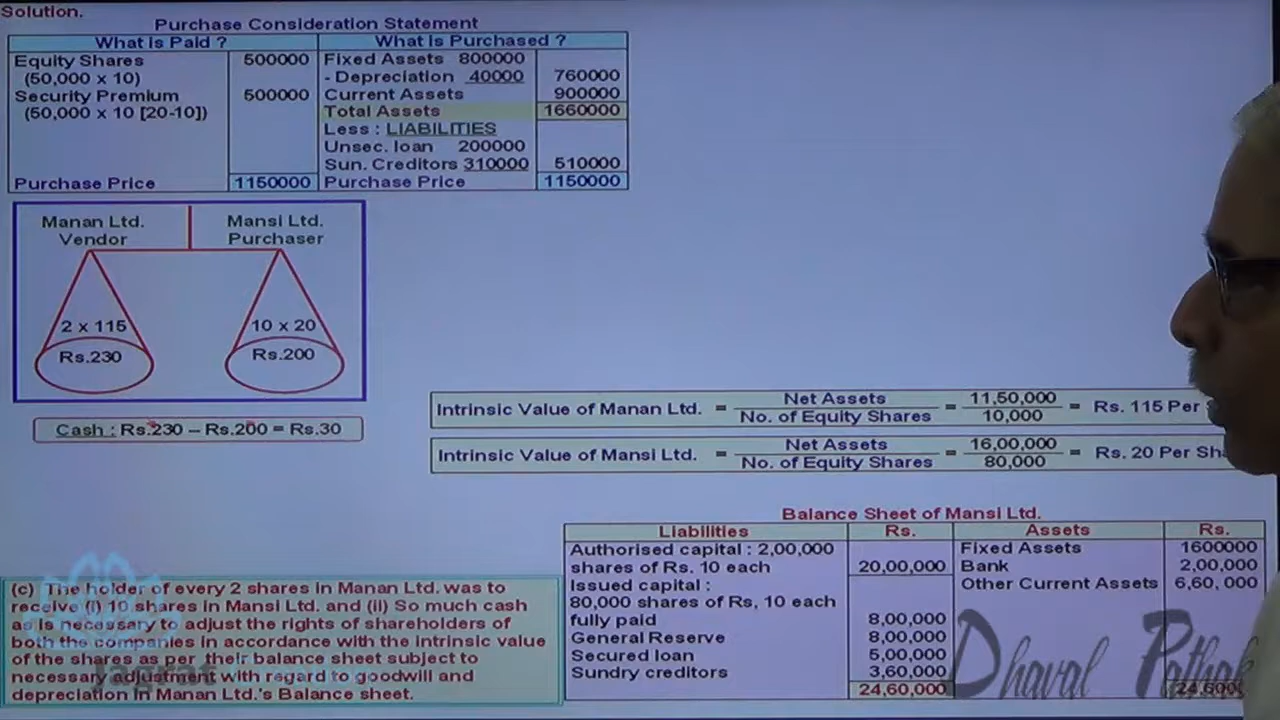 Solution.
Purchase Consideration Statement
What is Paid ? What is Purchased ?
Equity Shares 500000 Fixed Assets 800000
(50,000 x 10) - Depreciation 40000 760000
Security Premium 500000 Current Assets 900000
(50,000 x 10 [20-10]) Total Assets 1660000
Less : LIABILITIES
Unsec. loan 200000
Sun. Creditors 310000 510000
Purchase Price 1150000 Purchase Price 1150000
Manan Ltd. Mansi Ltd.
Vendor Purchaser
2 x 115 10 x 20
Rs.230 Rs.200
Cash : Rs.230 – Rs.200 = Rs.30
Intrinsic Value of Manan Ltd. = Net Assets / No. of Equity Shares = 11,50,000 / 10,000 = Rs. 115 Per
Intrinsic Value of Mansi Ltd. = Net Assets / No. of Equity Shares = 16,00,000 / 80,000 = Rs. 20 Per Sh
(c) The holder of every 2 shares in Manan Ltd. was to
receive (i) 10 shares in Mansi Ltd. and (ii) So much cash
as is necessary to adjust the rights of shareholders of
both the companies in accordance with the intrinsic value
of the shares as per their balance sheet subject to
necessary adjustment with regard to goodwill and
depreciation in Manan Ltd.'s Balance sheet.
Balance Sheet of Mansi Ltd.
Liabilities Rs. Assets Rs.
Authorised capital : 2,00,000 Fixed Assets 1600000
shares of Rs. 10 each 20,00,000 Bank 2,00,000
Issued capital : Other Current Assets 6,60, 000
80,000 shares of Rs, 10 each
fully paid 8,00,000
General Reserve 8,00,000
Secured loan 5,00,000
Sundry creditors 3,60,000
24,60,000
Dhaval Pathak
Jagrat